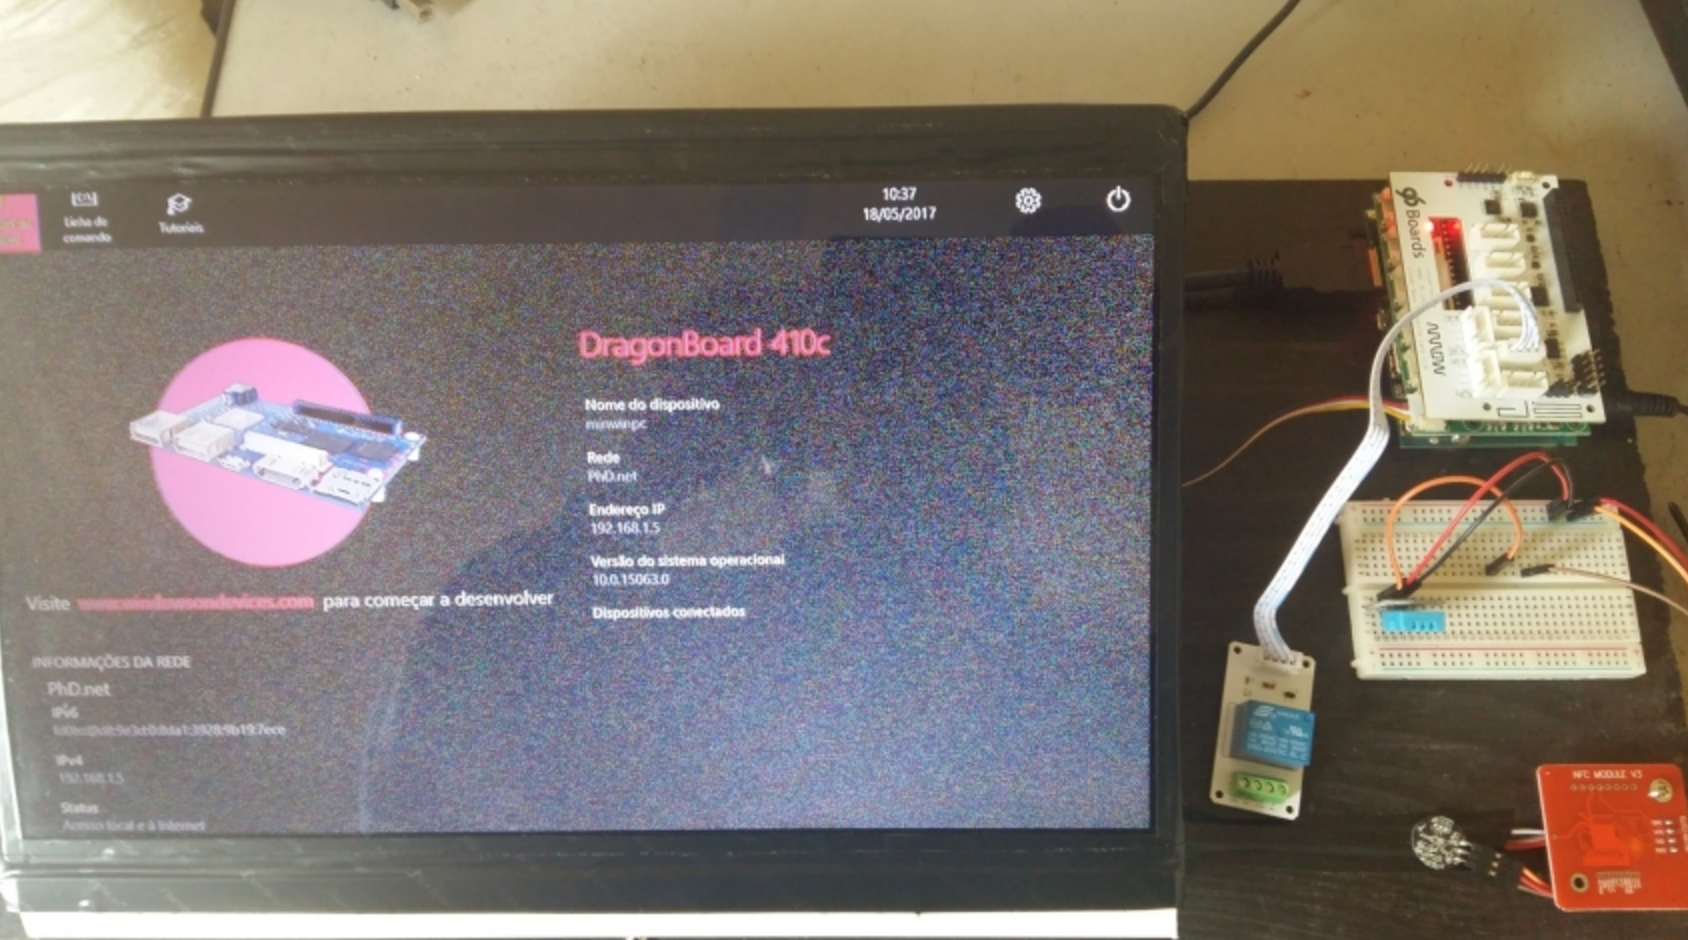 Linha de
comando
Tutoriais
10:37
18/05/2017
DragonBoard 410c
Nome do dispositivo
minwinpc
Rede
PhD.net
Endereço IP
192.168.1.5
Versão do sistema operacional
10.0.15063.0
Dispositivos conectados
Visite www.windowsondevices.com para começar a desenvolver
INFORMAÇÕES DA REDE
PhD.net
IPv6
IPv4
192.168.1.5
Status
Acesso local e à Internet
96 Boards
ARROW
NFC MODULE V3